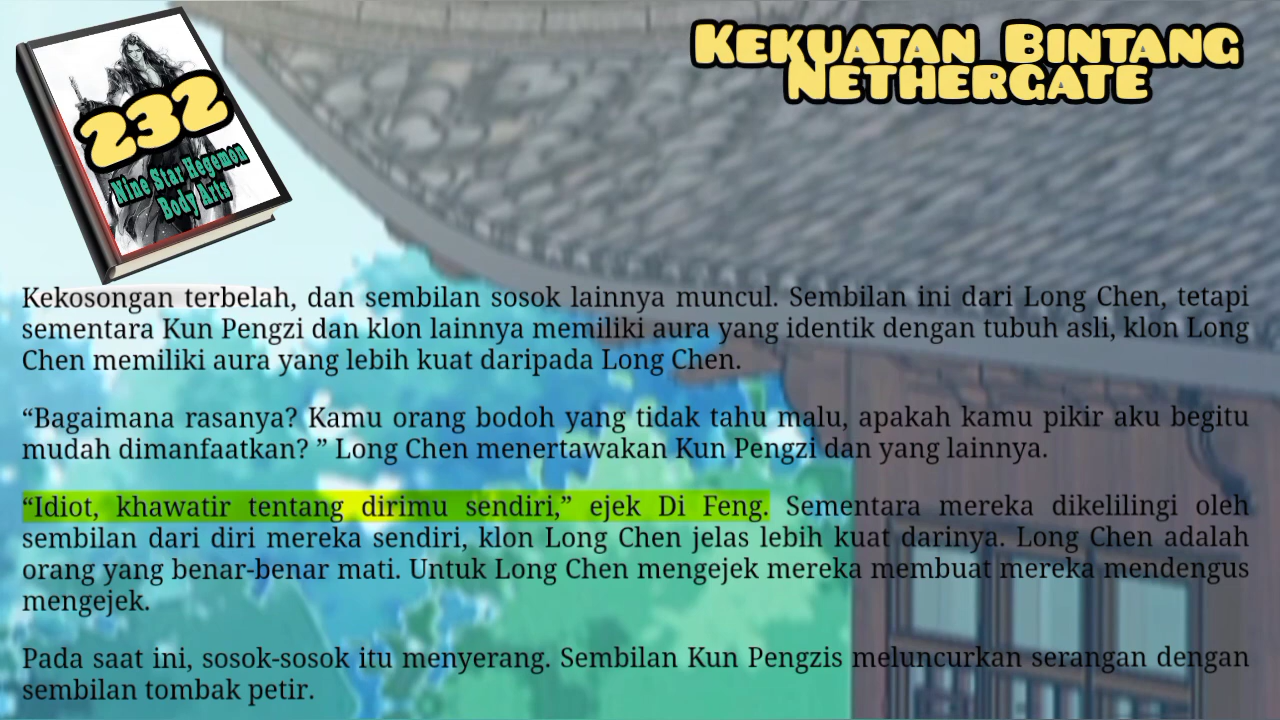 Kekuatan Bintang
Nethergate
232
Nine Star Hegemon
Body Arts
Kekosongan terbelah, dan sembilan sosok lainnya muncul. Sembilan ini dari Long Chen, tetapi
sementara Kun Pengzi dan klon lainnya memiliki aura yang identik dengan tubuh asli, klon Long
Chen memiliki aura yang lebih kuat daripada Long Chen.
“Bagaimana rasanya? Kamu orang bodoh yang tidak tahu malu, apakah kamu pikir aku begitu
mudah dimanfaatkan? ” Long Chen menertawakan Kun Pengzi dan yang lainnya.
“Idiot, khawatir tentang dirimu sendiri,” ejek Di Feng. Sementara mereka dikelilingi oleh
sembilan dari diri mereka sendiri, klon Long Chen jelas lebih kuat darinya. Long Chen adalah
orang yang benar-benar mati. Untuk Long Chen mengejek mereka membuat mereka mendengus
mengejek.
Pada saat ini, sosok-sosok itu menyerang. Sembilan Kun Pengzis meluncurkan serangan dengan
sembilan tombak petir.